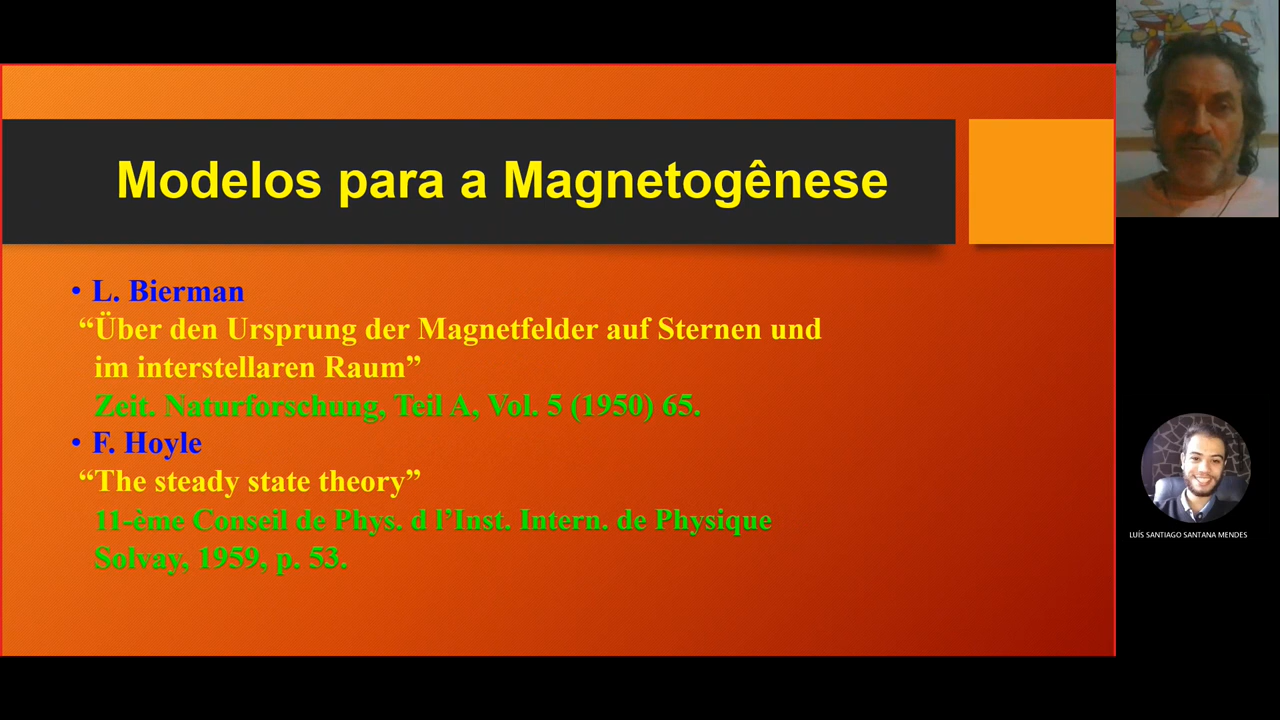 Modelos para a Magnetogênese
• L. Bierman
“Über den Ursprung der Magnetfelder auf Sternen und
im interstellaren Raum”
Zeit. Naturforschung, Teil A, Vol. 5 (1950) 65.
• F. Hoyle
“The steady state theory”
11-ème Conseil de Phys. d l’Inst. Intern. de Physique
Solvay, 1959, p. 53.
LUÍS SANTIAGO SANTANA MENDES